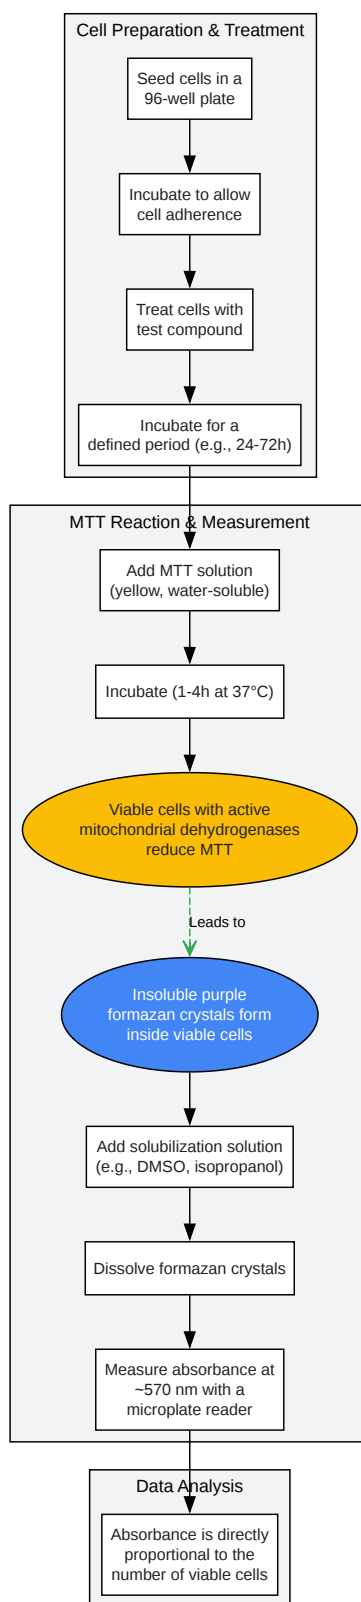 Cell Preparation & Treatment
Seed cells in a
96-well plate
Incubate to allow
cell adherence
Treat cells with
test compound
Incubate for a
defined period (e.g., 24-72h)
MTT Reaction & Measurement
Add MTT solution
(yellow, water-soluble)
Incubate (1-4h at 37°C)
Viable cells with active
mitochondrial dehydrogenases
reduce MTT
Leads to
Insoluble purple
formazan crystals form
inside viable cells
Add solubilization solution
(e.g., DMSO, isopropanol)
Dissolve formazan crystals
Measure absorbance at
~570 nm with a
microplate reader
Data Analysis
Absorbance is directly
proportional to the
number of viable cells